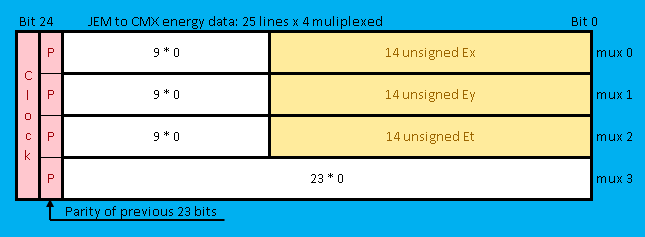 Bit 24 JEM to CMX energy data: 25 lines x 4 muliplexed Bit 0
Clock
P 9 * 0 14 unsigned Ex mux 0
P 9 * 0 14 unsigned Ey mux 1
P 9 * 0 14 unsigned Et mux 2
P 23 * 0 mux 3
Parity of previous 23 bits